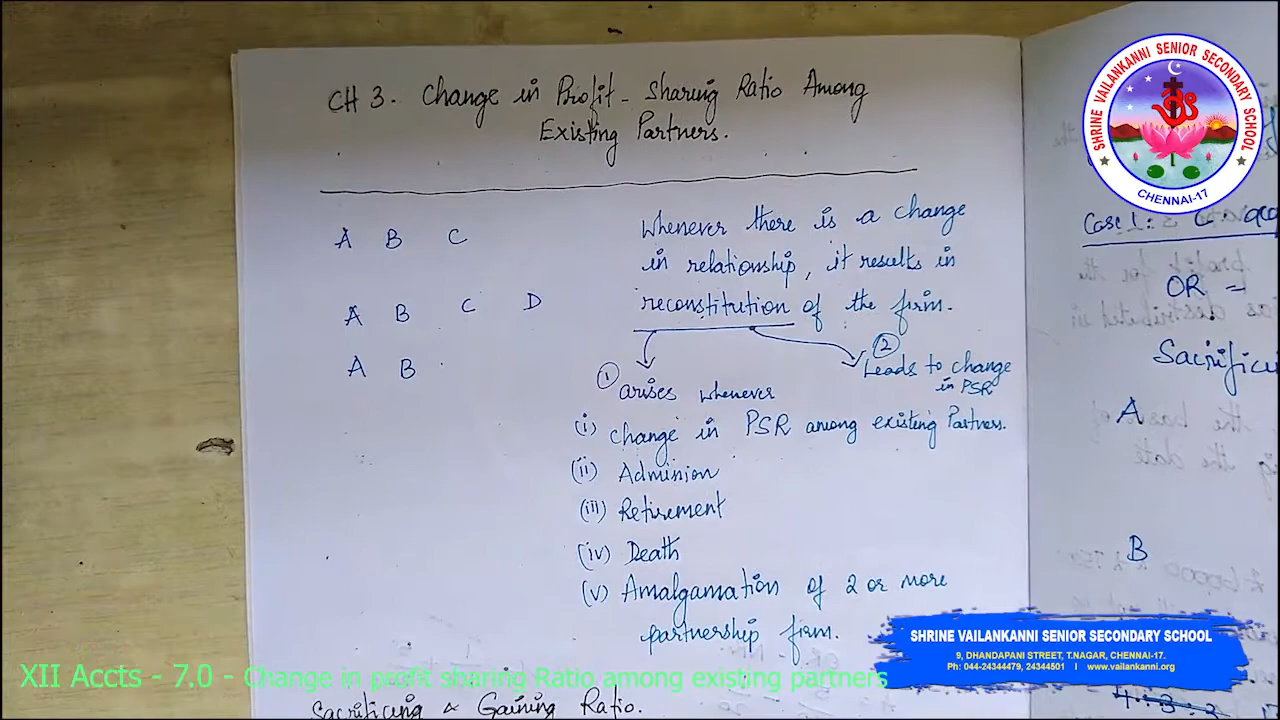 CH 3. Change in Profit - Sharing Ratio Among
Existing Partners.
A B C
A B C D
A B
Whenever there is a change
in relationship, it results in
reconstitution of the firm.
① arises whenever
② Leads to change
in PSR
(i) Change in PSR among existing Partners.
(ii) Admission
(iii) Retirement
(iv) Death
(v) Amalgamation of 2 or more
partnership firm.
Sacrificing & Gaining Ratio.
Case 1: C
OR =
A
B
4:3:2
SHRINE VAILANKANNI SENIOR SECONDARY SCHOOL
CHENNAI-17
SHRINE VAILANKANNI SENIOR SECONDARY SCHOOL
9, DHANDAPANI STREET, T.NAGAR, CHENNAI-17.
Ph: 044-24344479, 24344501 I www.vailankanni.org
XII Accts - 7.0 - Change in profit sharing Ratio among existing partners